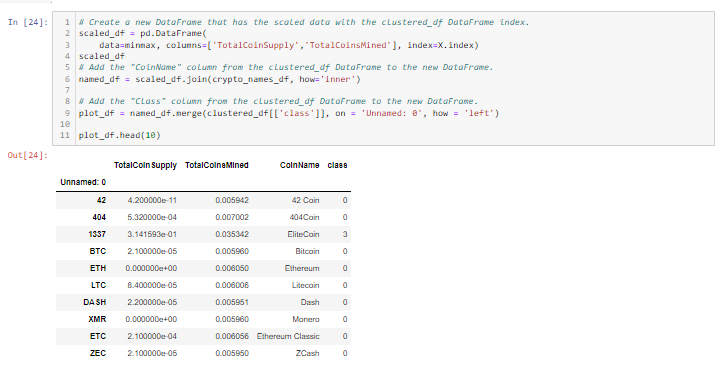 In [24]:
1 # Create a new DataFrame that has the scaled data with the clustered_df DataFrame index.
2 scaled_df = pd.DataFrame(
3 data=minmax, columns=['TotalCoinSupply','TotalCoinsMined'], index=X.index)
4 scaled_df
5 # Add the "CoinName" column from the clustered_df DataFrame to the new DataFrame.
6 named_df = scaled_df.join(crypto_names_df, how='inner')
7
8 # Add the "Class" column from the clustered_df DataFrame to the new DataFrame.
9 plot_df = named_df.merge(clustered_df[['class']], on = 'Unnamed: 0', how = 'left')
10
11 plot_df.head(10)
Out[24]:
TotalCoinSupply TotalCoinsMined CoinName class
Unnamed: 0
42 4.200000e-11 0.005942 42 Coin 0
404 5.320000e-04 0.007002 404Coin 0
1337 3.141593e-01 0.035342 EliteCoin 3
BTC 2.100000e-05 0.005960 Bitcoin 0
ETH 0.000000e+00 0.006050 Ethereum 0
LTC 8.400000e-05 0.006006 Litecoin 0
DASH 2.200000e-05 0.005951 Dash 0
XMR 0.000000e+00 0.005960 Monero 0
ETC 2.100000e-04 0.006056 Ethereum Classic 0
ZEC 2.100000e-05 0.005950 ZCash 0